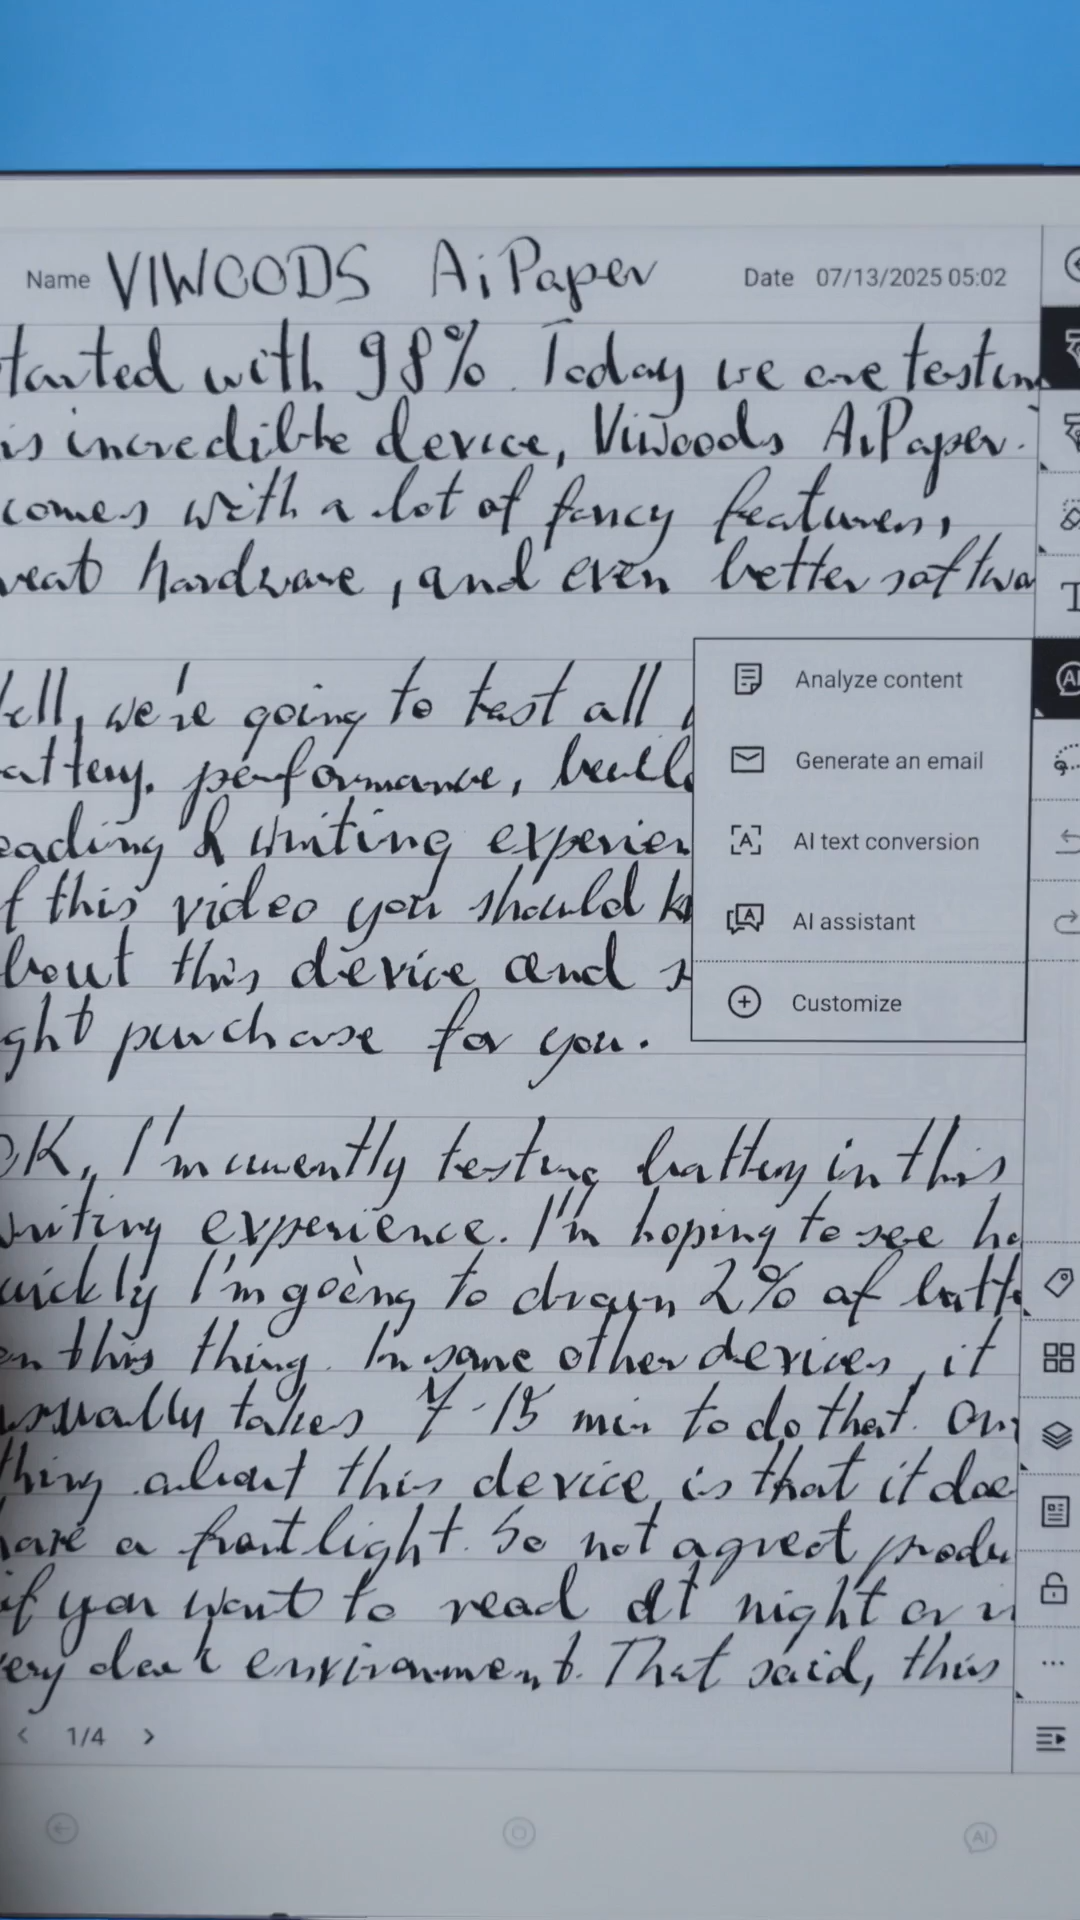 Name VIWOODS AiPaper Date 07/13/2025 05:02
tarted with 98%. Today we are testin
is incredible device, Viwoods AiPaper.
comes with a lot of fancy features,
reat hardware, and even better softwa
ell, we're going to test all
attery, performance, build
eading & writing experien
f this video you should k
bout this device and s
ght purchase for you.
Analyze content
Generate an email
AI text conversion
AI assistant
Customize
OK, I'm currently testing battery in this
writing experience. I'm hoping to see ho
uickly I'm going to drain 2% of batte
on this thing. In some other devices, it
usually takes 7-15 min to do that. One
thing about this device is that it doe
have a frontlight. So not a great produ
if you want to read at night or i
ery dark environment. That said, this
1/4
AI
AI